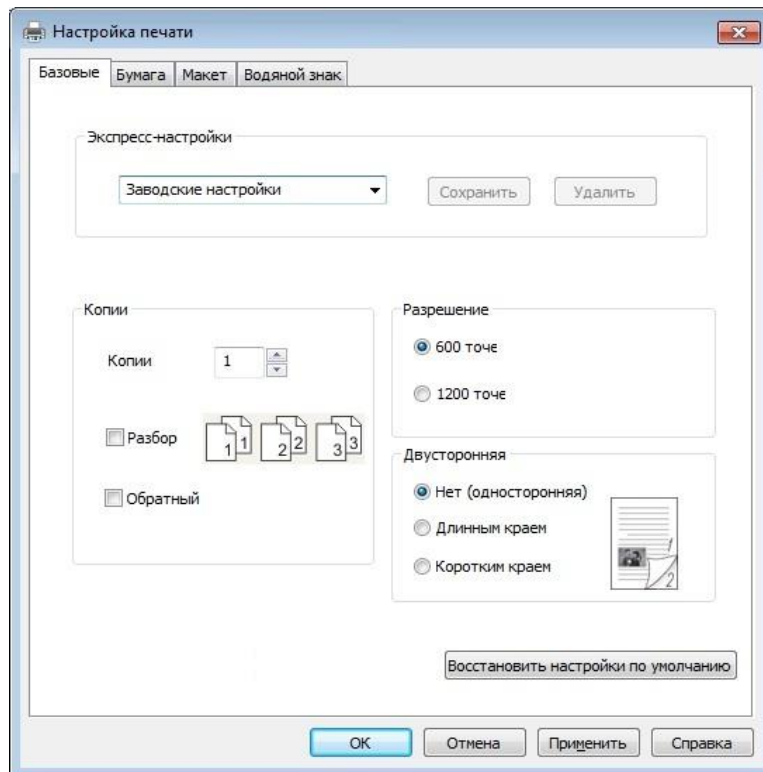 Настройка печати
Базовые Бумага Макет Водяной знак
Экспресс-настройки
Заводские настройки Сохранить Удалить
Копии
Копии 1
Разбор 1 1 2 2 3 3
Обратный
Разрешение
600 точе
1200 точе
Двусторонняя
Нет (односторонняя)
Длинным краем
Коротким краем
1
2
Восстановить настройки по умолчанию
ОК Отмена Применить Справка